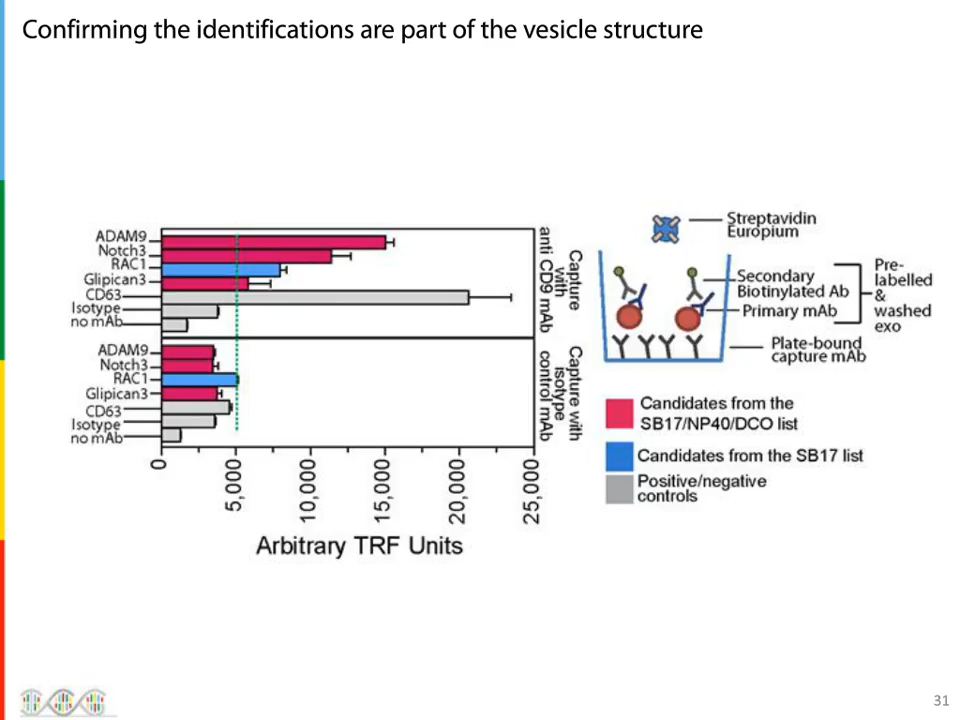 Confirming the identifications are part of the vesicle structure
ADAM9
Notch3
RAC1
Glipican3
CD63
Isotype
no mAb
Capture
with
anti CD9 mAb
ADAM9
Notch3
RAC1
Glipican3
CD63
Isotype
no mAb
Capture with
isotype
control mAb
0
5,000
10,000
15,000
20,000
25,000
Arbitrary TRF Units
Streptavidin
Europium
Secondary
Biotinylated Ab
Primary mAb
Pre-
labelled
&
washed
exo
Plate-bound
capture mAb
Candidates from the
SB17/NP40/DCO list
Candidates from the SB17 list
Positive/negative
controls
31